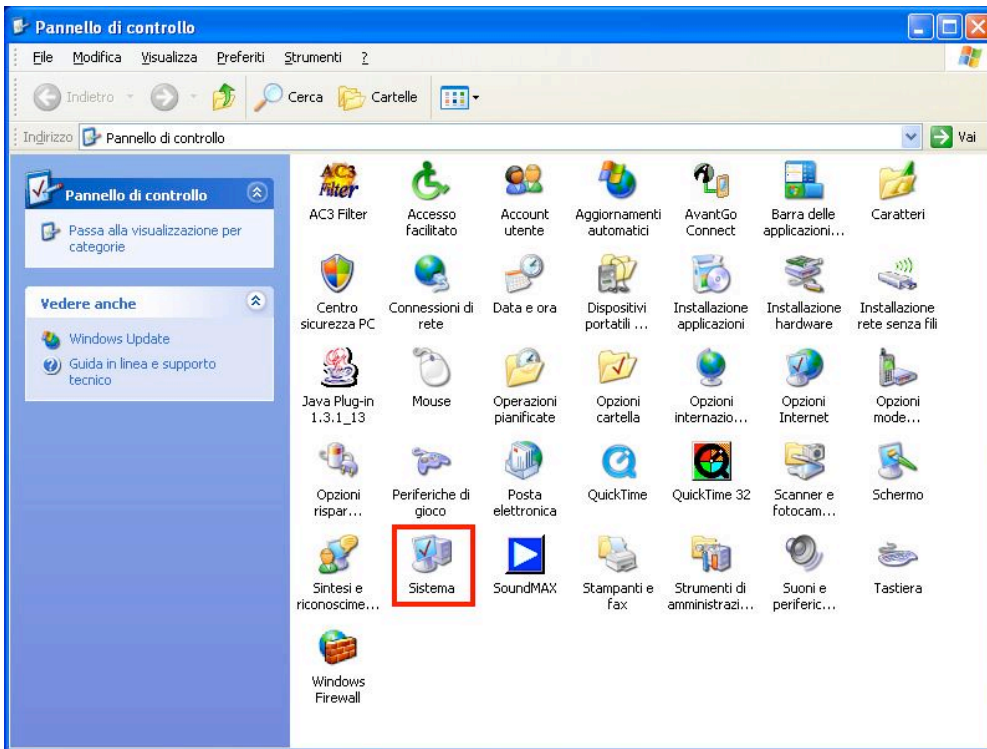 Pannello di controllo
File Modifica Visualizza Preferiti Strumenti ?
Indietro Cerca Cartelle
Indirizzo Pannello di controllo Vai
Pannello di controllo
Passa alla visualizzazione per
categorie
Vedere anche
Windows Update
Guida in linea e supporto
tecnico
AC3
Filter
AC3 Filter
Accesso
facilitato
Account
utente
Aggiornamenti
automatici
AvantGo
Connect
Barra delle
applicazioni...
Caratteri
Centro
sicurezza PC
Connessioni di
rete
Data e ora
Dispositivi
portatili ...
Installazione
applicazioni
Installazione
hardware
Installazione
rete senza fili
Java Plug-in
1.3.1_13
Mouse
Operazioni
pianificate
Opzioni
cartella
Opzioni
internazio...
Opzioni
Internet
Opzioni
mode...
Opzioni
rispar...
Periferiche di
gioco
Posta
elettronica
QuickTime
QuickTime 32
Scanner e
fotocam...
Schermo
Sintesi e
riconoscime...
Sistema
SoundMAX
Stampanti e
fax
Strumenti di
amministrazi...
Suoni e
periferic...
Tastiera
Windows
Firewall